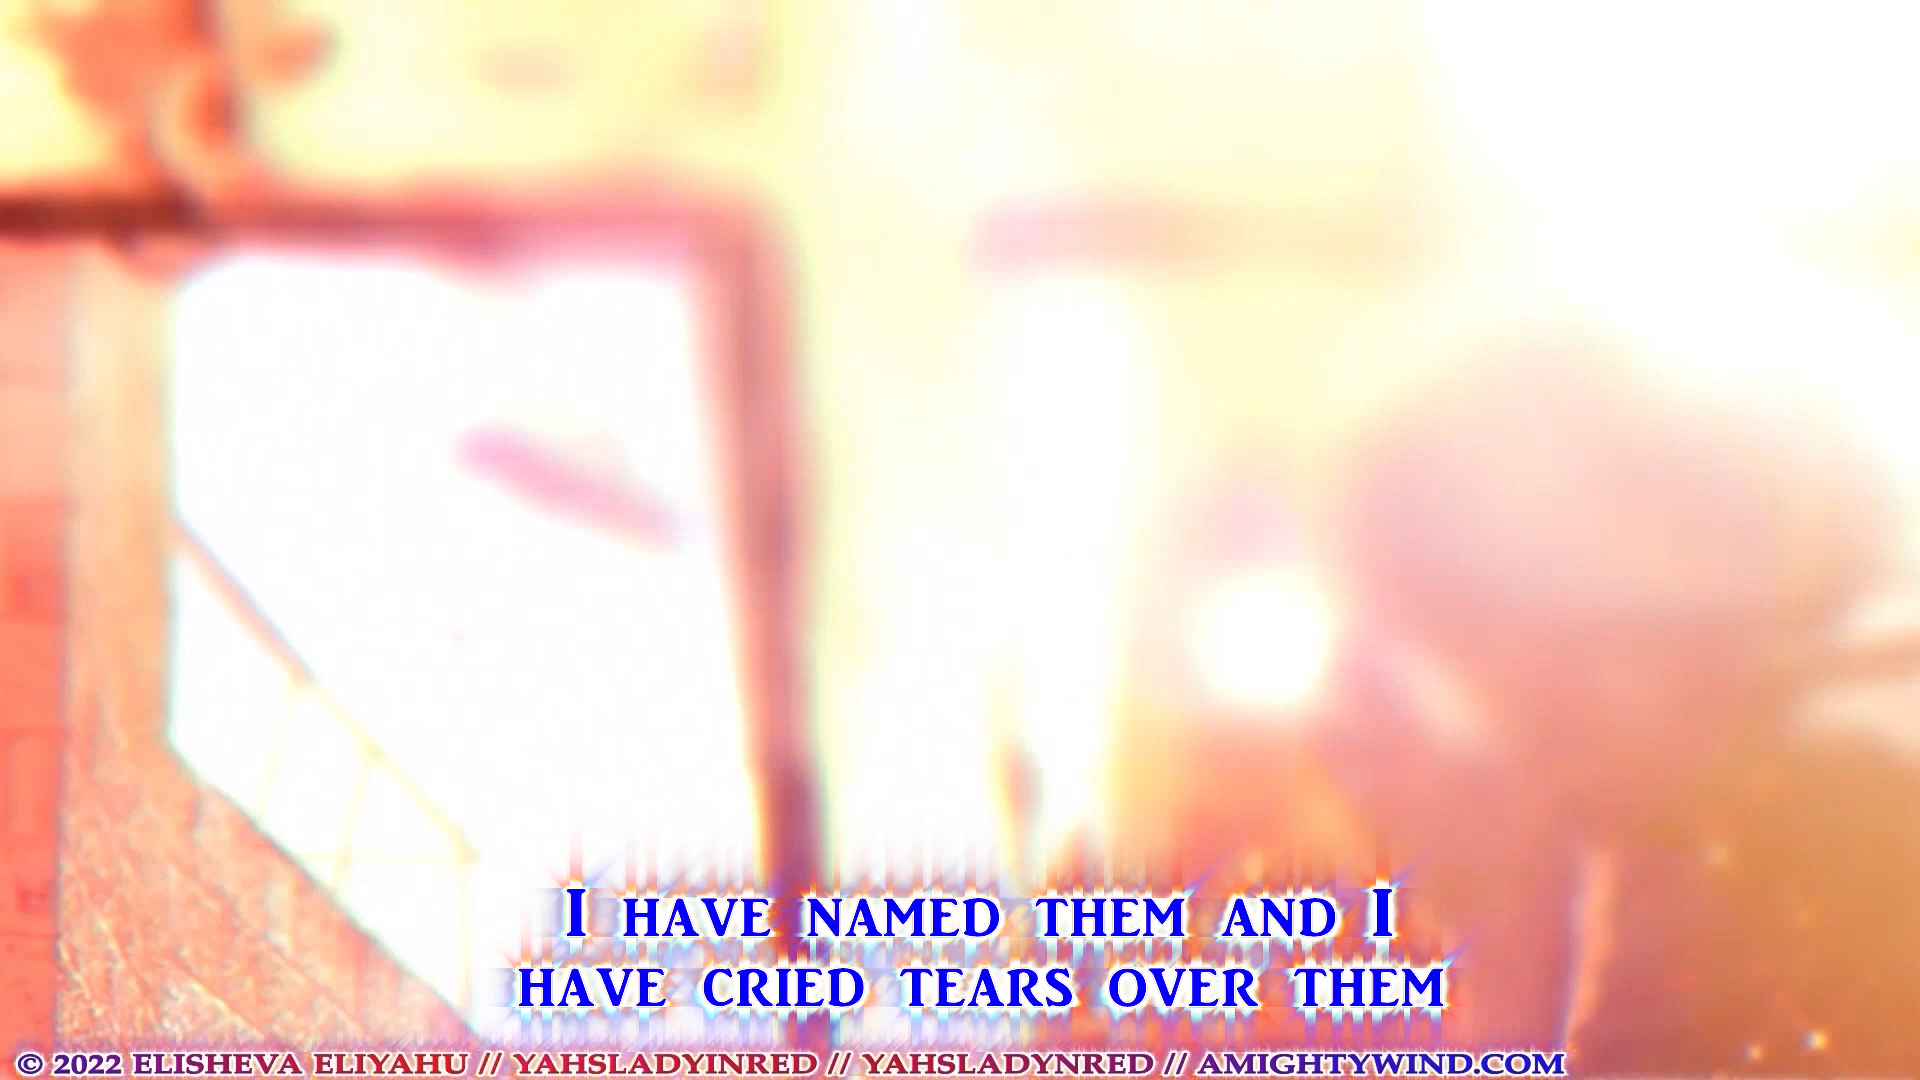 I HAVE NAMED THEM AND I
HAVE CRIED TEARS OVER THEM
© 2022 ELISHEVA ELIYAHU // YAHSLADYINRED // YAHSLADYNRED // AMIGHTYWIND.COM